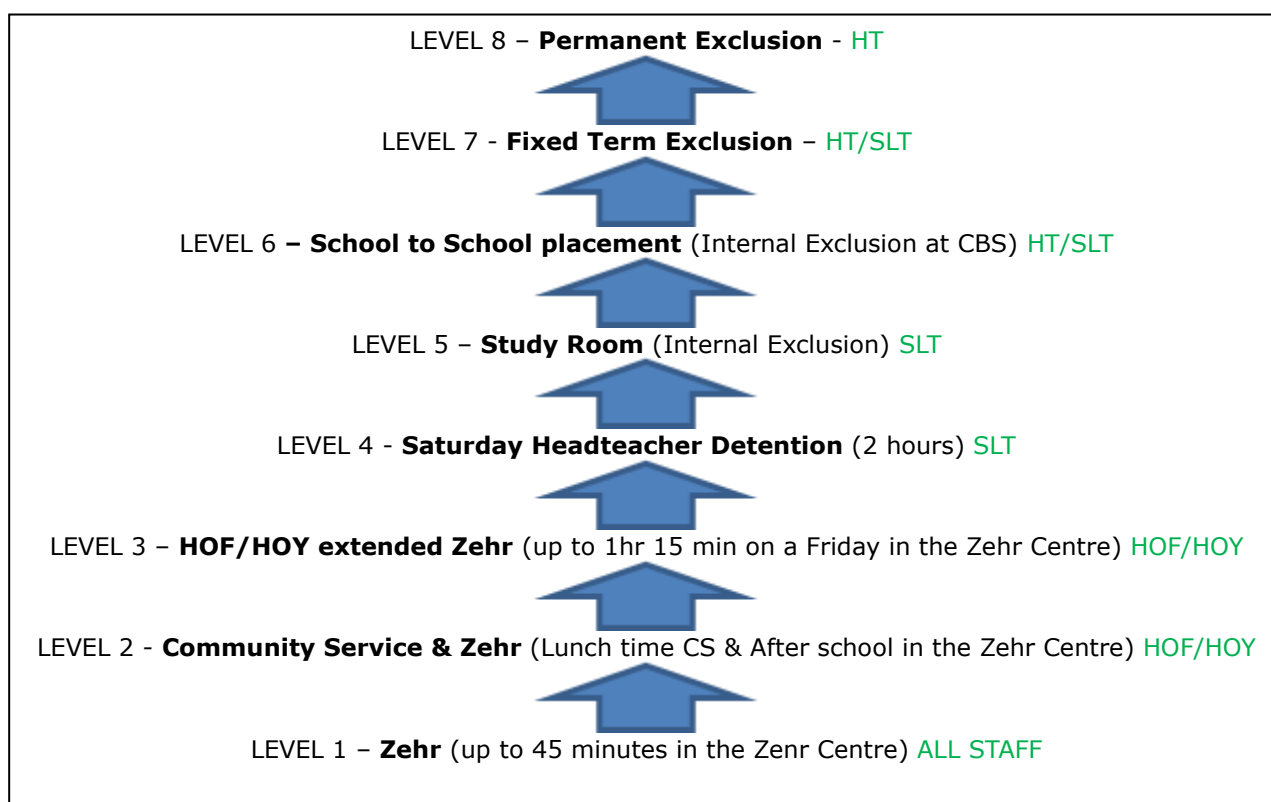 LEVEL 8 – Permanent Exclusion - HT
LEVEL 7 - Fixed Term Exclusion – HT/SLT
LEVEL 6 – School to School placement (Internal Exclusion at CBS) HT/SLT
LEVEL 5 – Study Room (Internal Exclusion) SLT
LEVEL 4 - Saturday Headteacher Detention (2 hours) SLT
LEVEL 3 – HOF/HOY extended Zehr (up to 1hr 15 min on a Friday in the Zehr Centre) HOF/HOY
LEVEL 2 - Community Service & Zehr (Lunch time CS & After school in the Zehr Centre) HOF/HOY
LEVEL 1 – Zehr (up to 45 minutes in the Zenr Centre) ALL STAFF